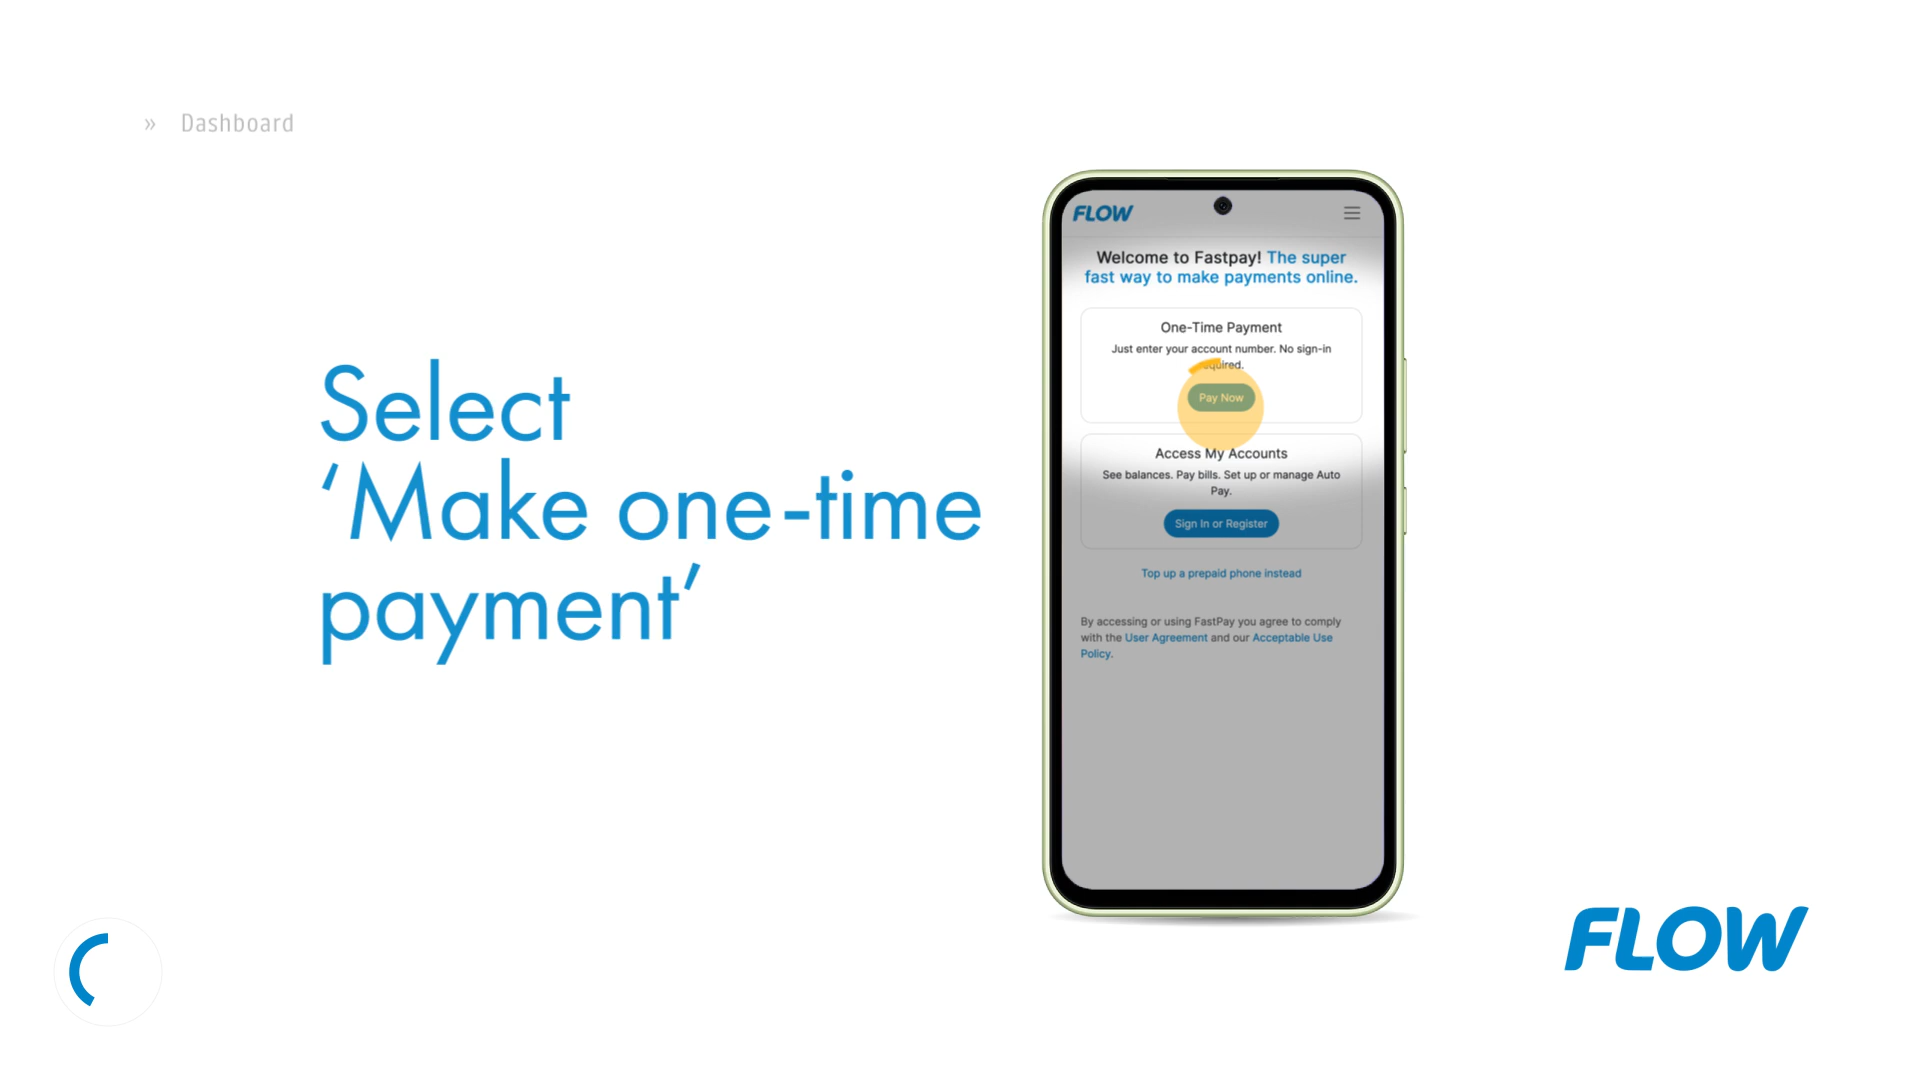 » Dashboard
Select
‘Make one-time
payment’
FLOW
Welcome to Fastpay! The super
fast way to make payments online.
One-Time Payment
Just enter your account number. No sign-in
quired.
Pay Now
Access My Accounts
See balances. Pay bills. Set up or manage Auto
Pay.
Sign In or Register
Top up a prepaid phone instead
By accessing or using FastPay you agree to comply
with the User Agreement and our Acceptable Use
Policy.
FLOW